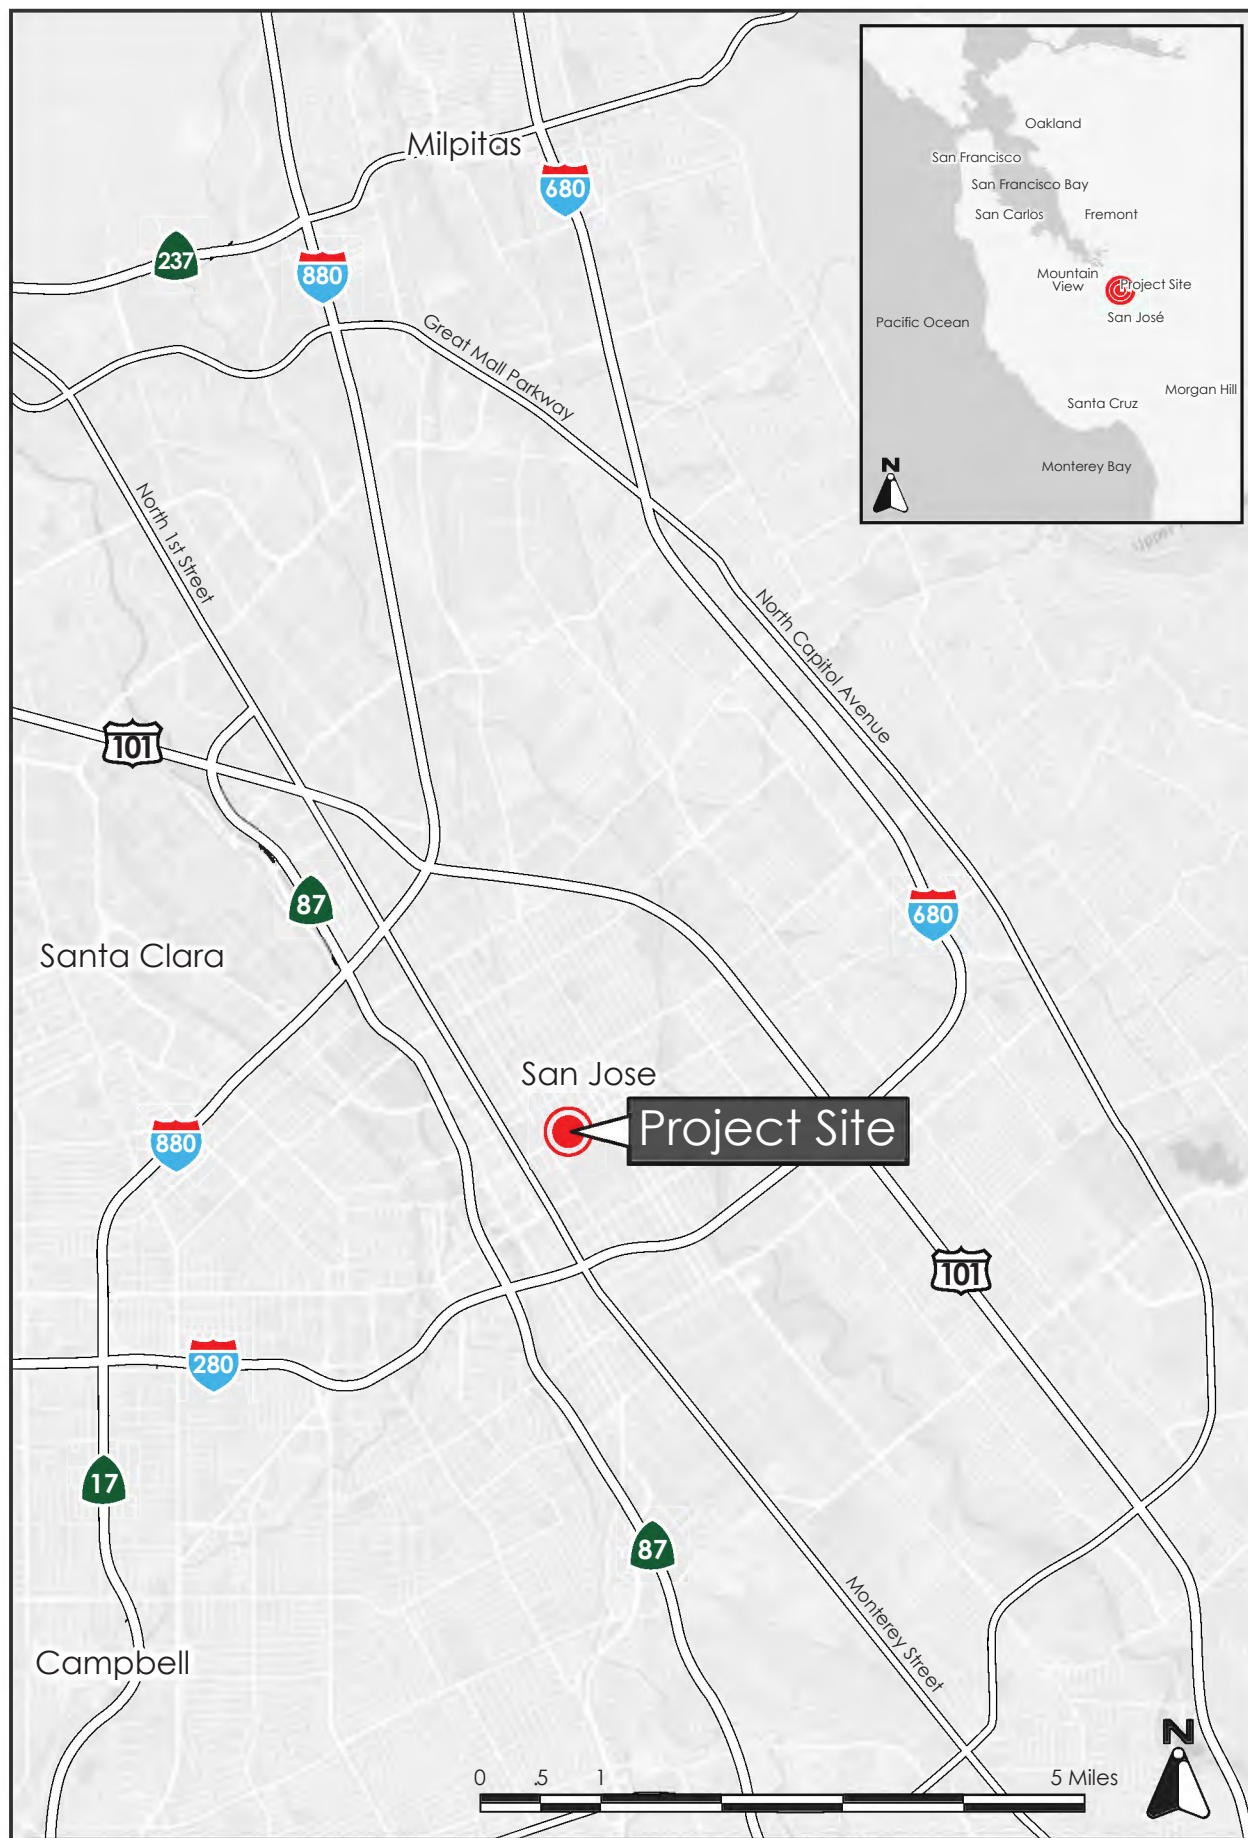 Oakland
San Francisco
San Francisco Bay
San Carlos
Fremont
Mountain
View
Project Site
San José
Pacific Ocean
Morgan Hill
Santa Cruz
Monterey Bay
N
Milpitas
680
237
880
Great Mall Parkway
North 1st Street
North Capitol Avenue
101
87
680
Santa Clara
San Jose
Project Site
880
101
280
17
87
Monterey Street
Campbell
N
0 .5 1 5 Miles